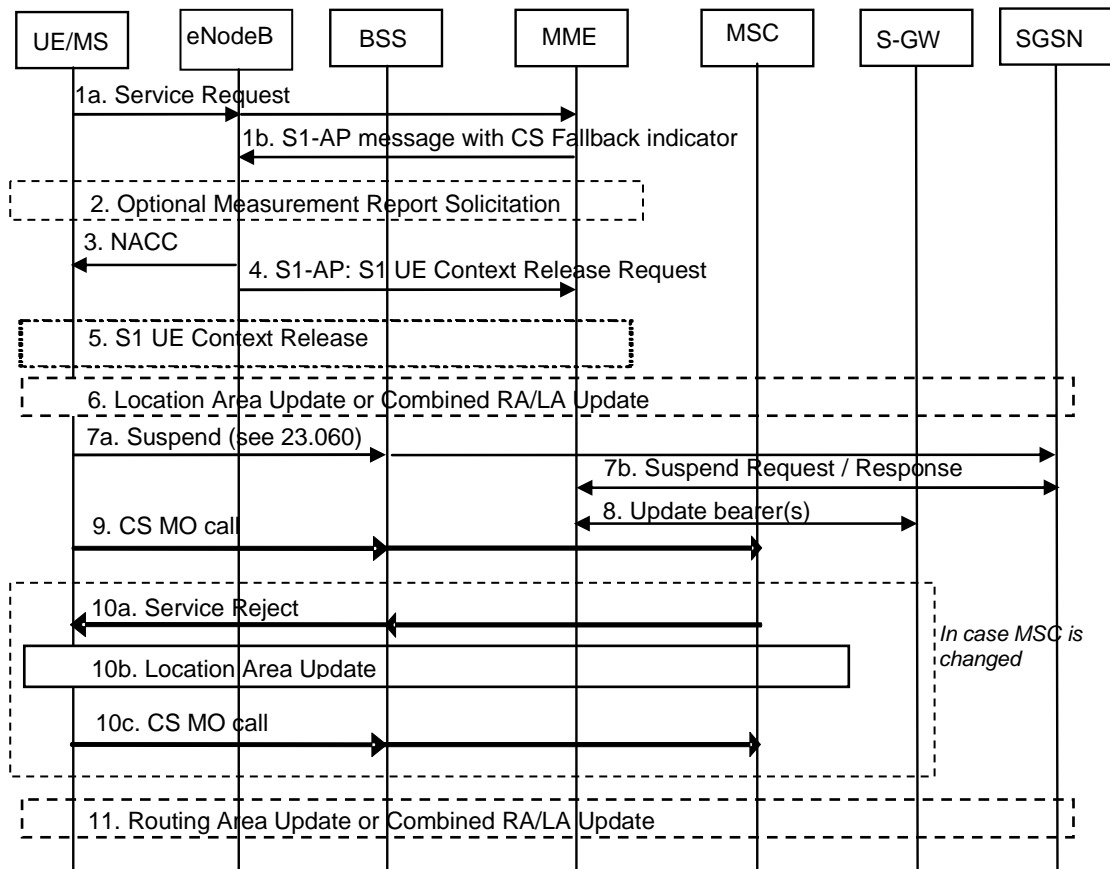 UE/MS
eNodeB
BSS
MME
MSC
S-GW
SGSN
1a. Service Request
1b. S1-AP message with CS Fallback indicator
2. Optional Measurement Report Solicitation
3. NACC
4. S1-AP: S1 UE Context Release Request
5. S1 UE Context Release
6. Location Area Update or Combined RA/LA Update
7a. Suspend (see 23.060)
7b. Suspend Request / Response
8. Update bearer(s)
9. CS MO call
10a. Service Reject
In case MSC is
changed
10b. Location Area Update
10c. CS MO call
11. Routing Area Update or Combined RA/LA Update